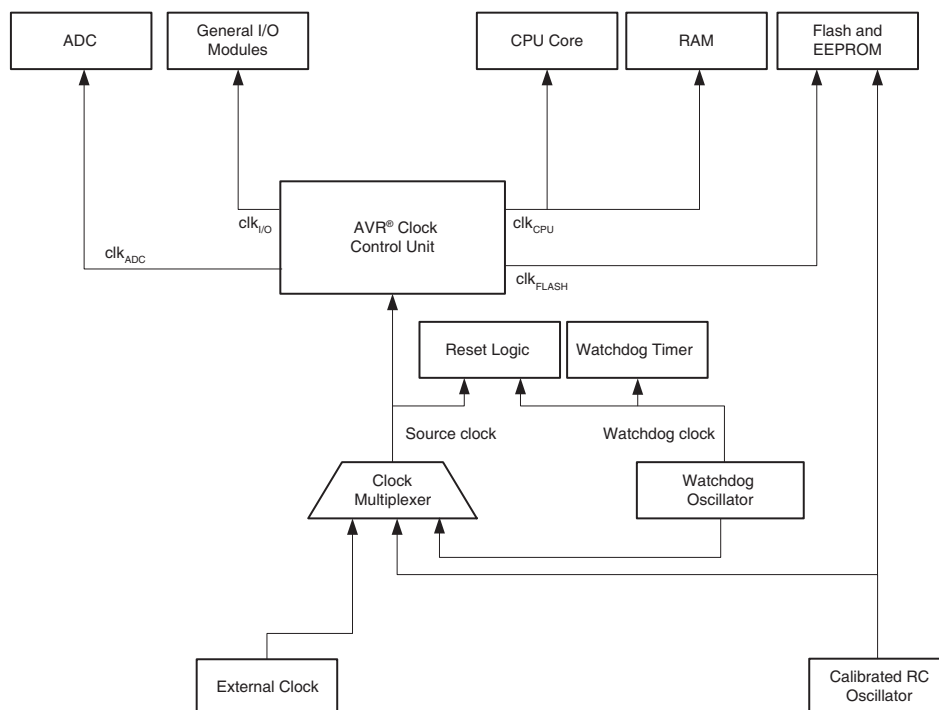 ADC
General I/O
Modules
CPU Core
RAM
Flash and
EEPROM
clkI/O
AVR® Clock
Control Unit
clkCPU
clkADC
clkFLASH
Reset Logic
Watchdog Timer
Source clock
Watchdog clock
Clock
Multiplexer
Watchdog
Oscillator
External Clock
Calibrated RC
Oscillator